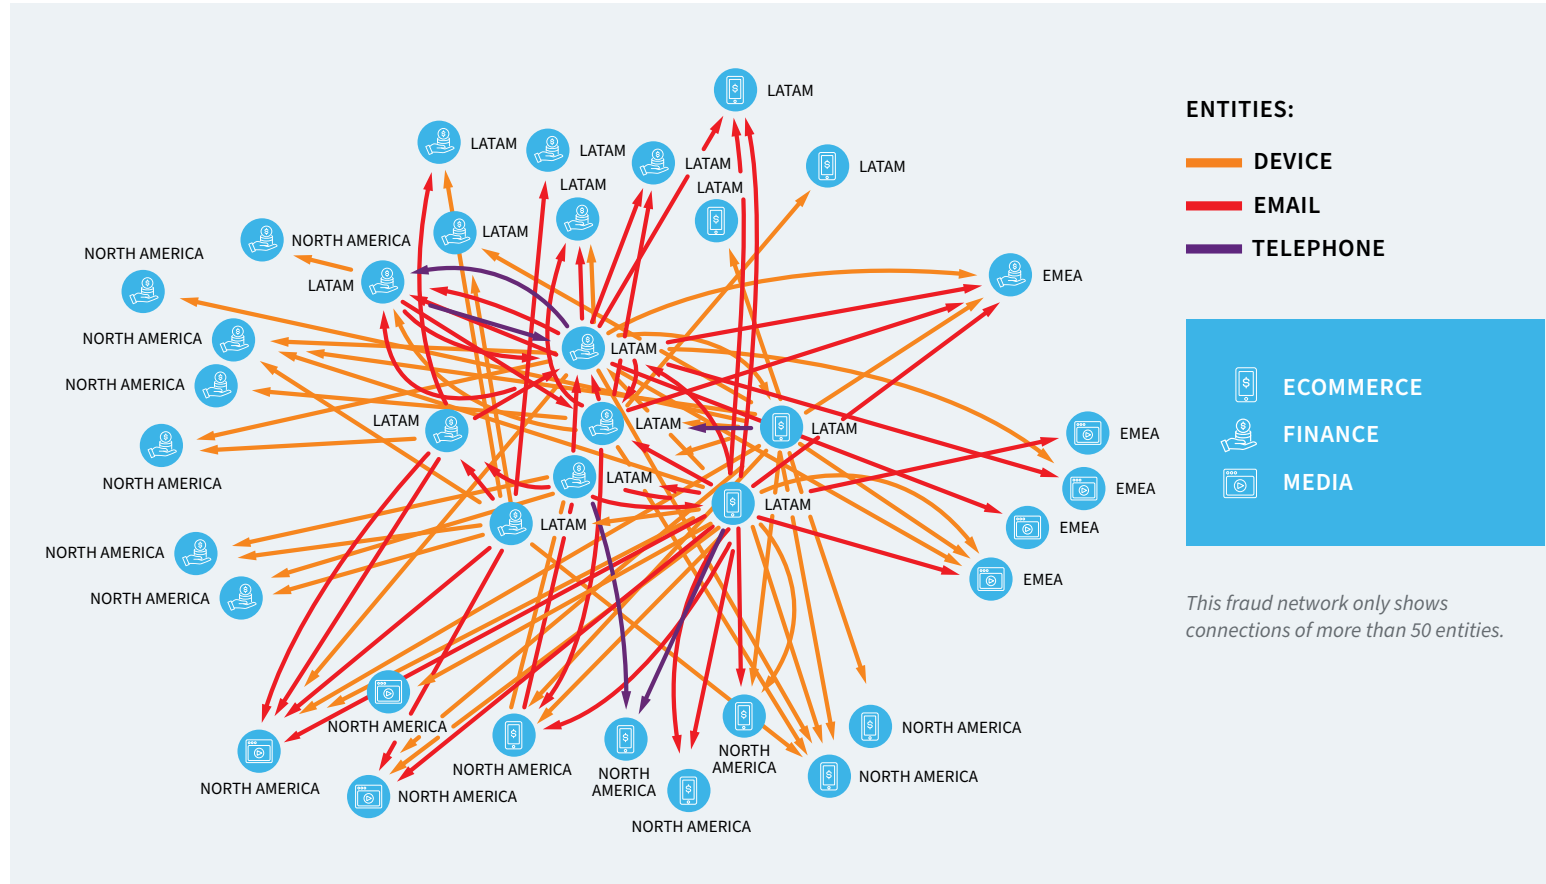 LATAM
LATAM
LATAM
LATAM
LATAM
LATAM
LATAM
LATAM
NORTH AMERICA
NORTH AMERICA
LATAM
LATAM
EMEA
NORTH AMERICA
LATAM
NORTH AMERICA
LATAM
LATAM
LATAM
EMEA
NORTH AMERICA
LATAM
EMEA
LATAM
LATAM
EMEA
NORTH AMERICA
EMEA
NORTH AMERICA
NORTH AMERICA
NORTH AMERICA
NORTH
AMERICA
NORTH AMERICA
NORTH
AMERICA
NORTH AMERICA
NORTH AMERICA
NORTH AMERICA
NORTH AMERICA
ENTITIES:
DEVICE
EMAIL
TELEPHONE
ECOMMERCE
FINANCE
MEDIA
This fraud network only shows
connections of more than 50 entities.